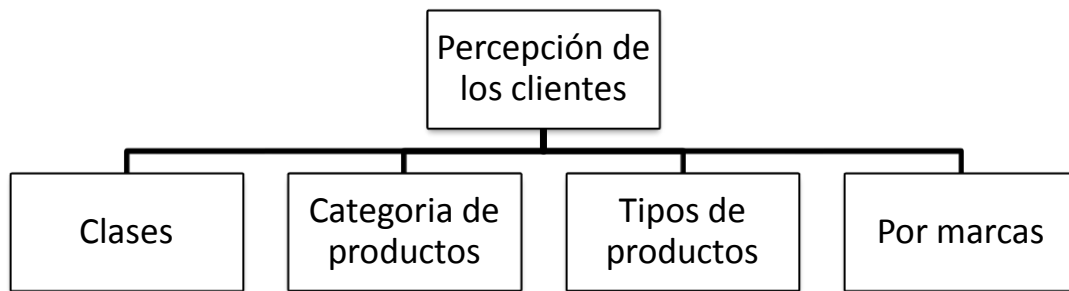 Percepción de
los clientes
Clases
Categoria de
productos
Tipos de
productos
Por marcas